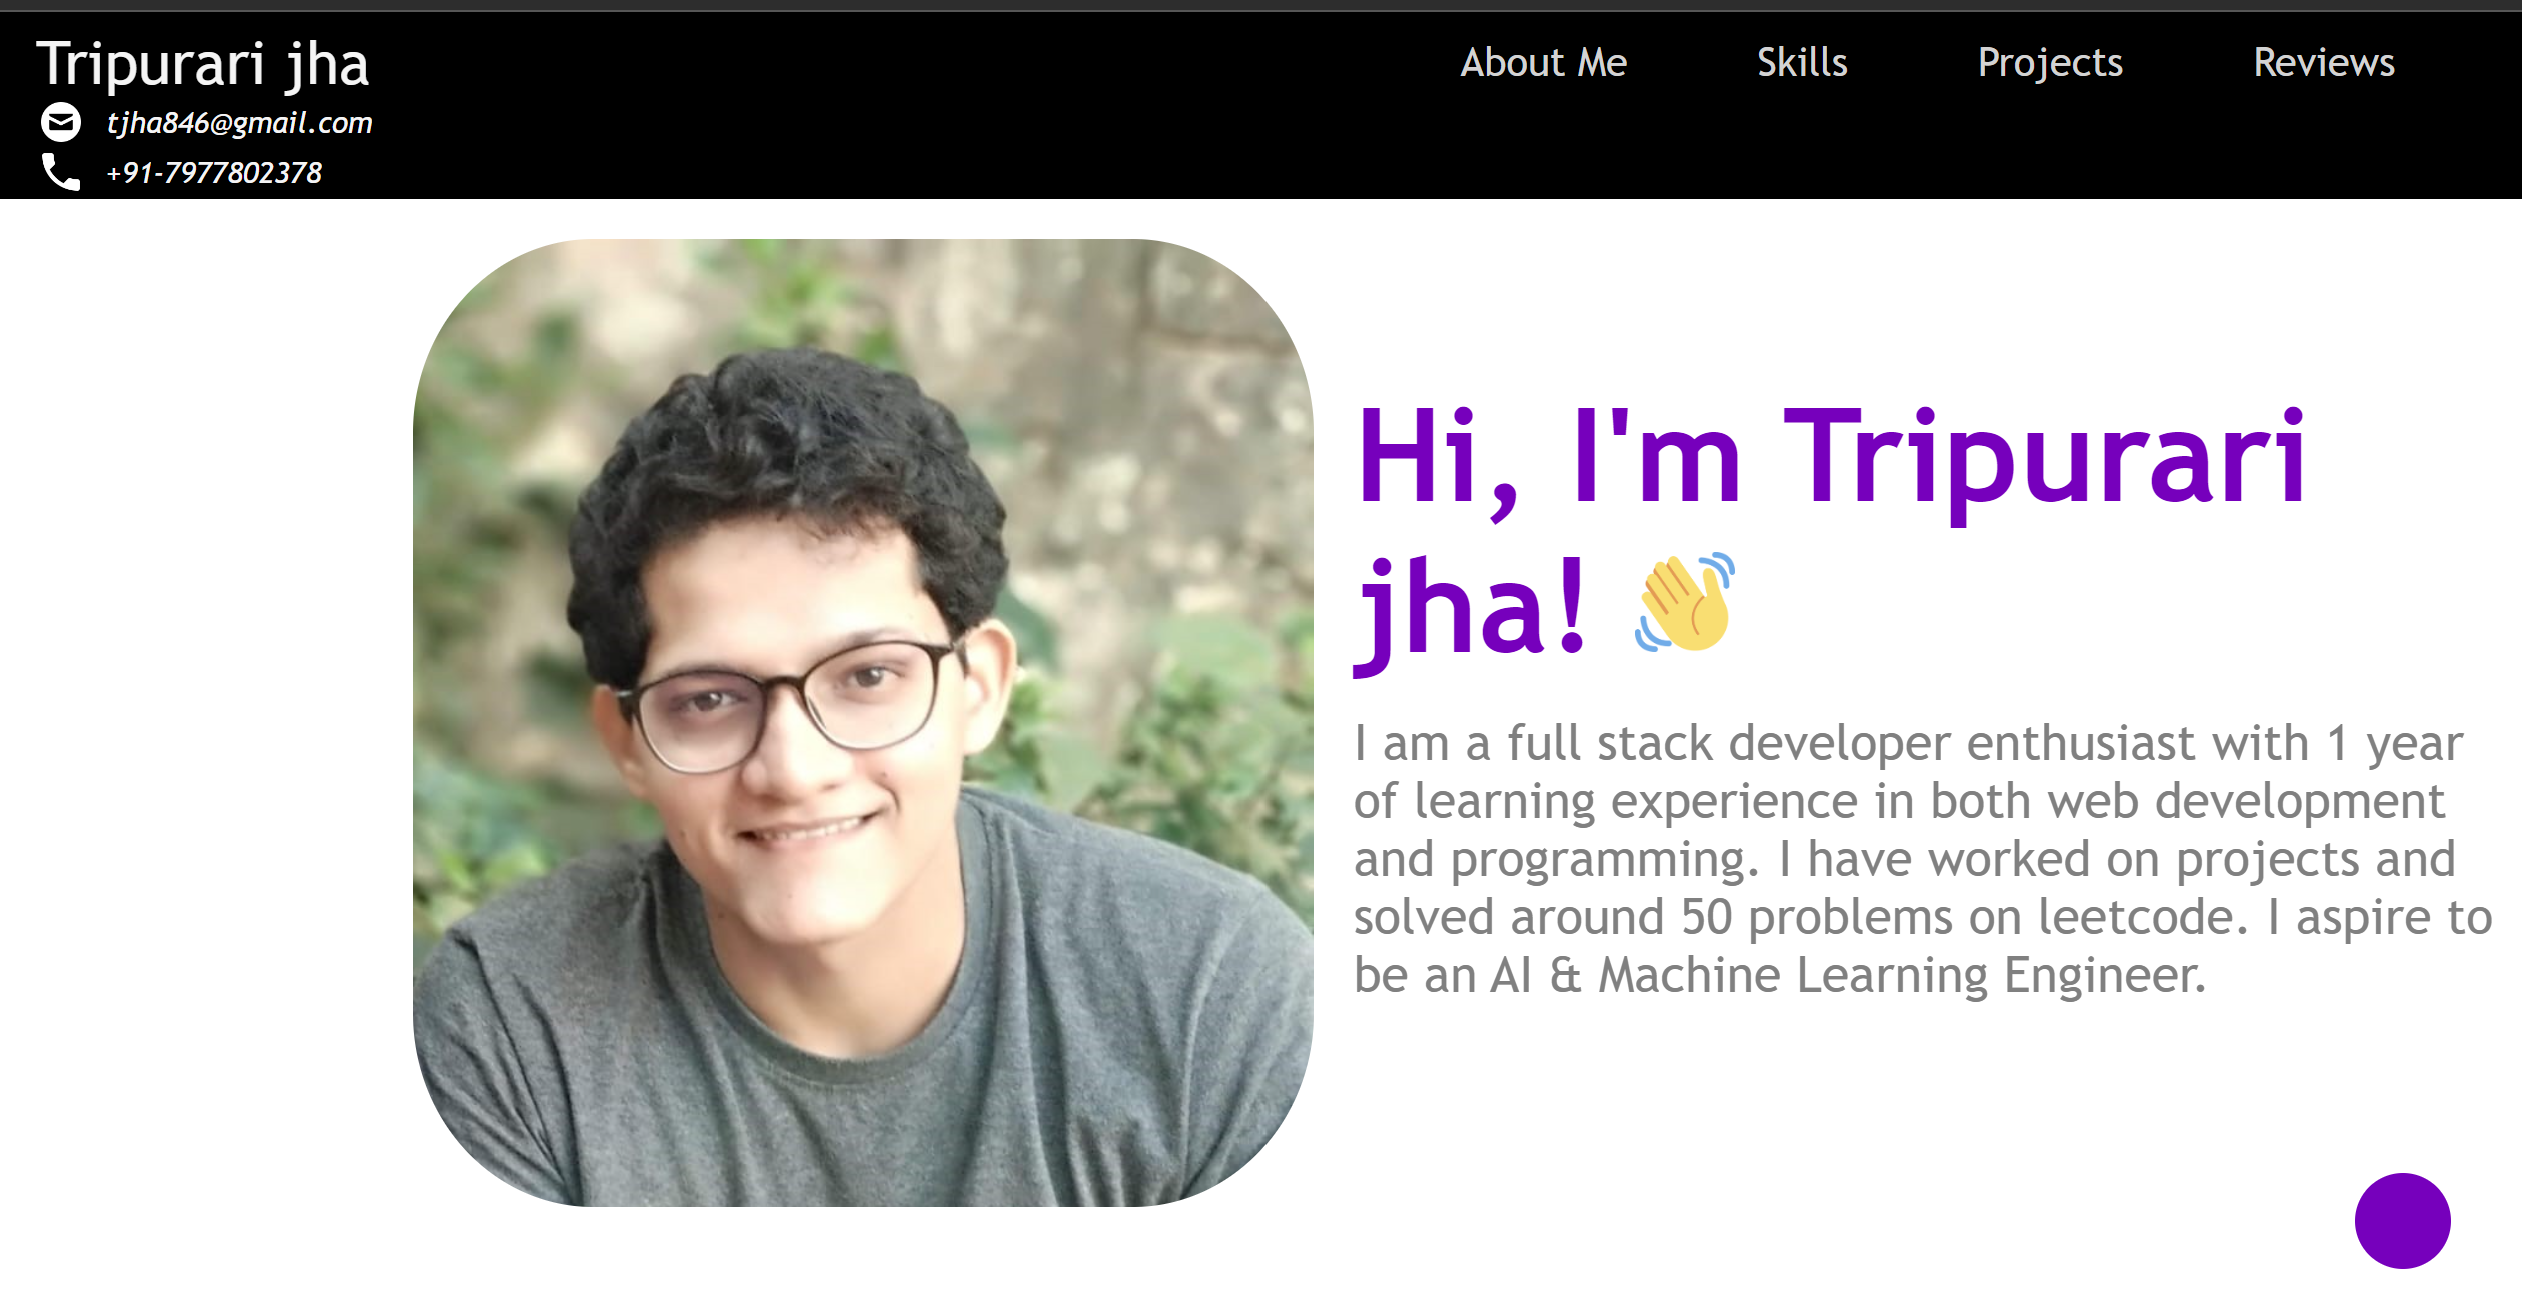 Tripurari jha
tjha846@gmail.com
+91-7977802378
About Me Skills Projects Reviews
Hi, I'm Tripurari
jha! 👋
I am a full stack developer enthusiast with 1 year
of learning experience in both web development
and programming. I have worked on projects and
solved around 50 problems on leetcode. I aspire to
be an AI & Machine Learning Engineer.